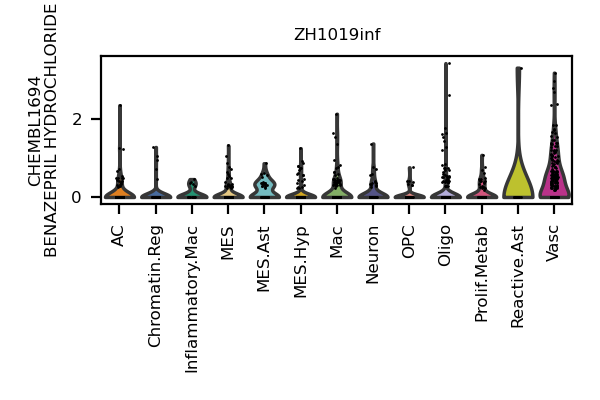 ZH1019inf
CHEMBL1694
BENAZEPRIL HYDROCHLORIDE
2
0
AC
Chromatin.Reg
Inflammatory.Mac
MES
MES.Ast
MES.Hyp
Mac
Neuron
OPC
Oligo
Prolif.Metab
Reactive.Ast
Vasc